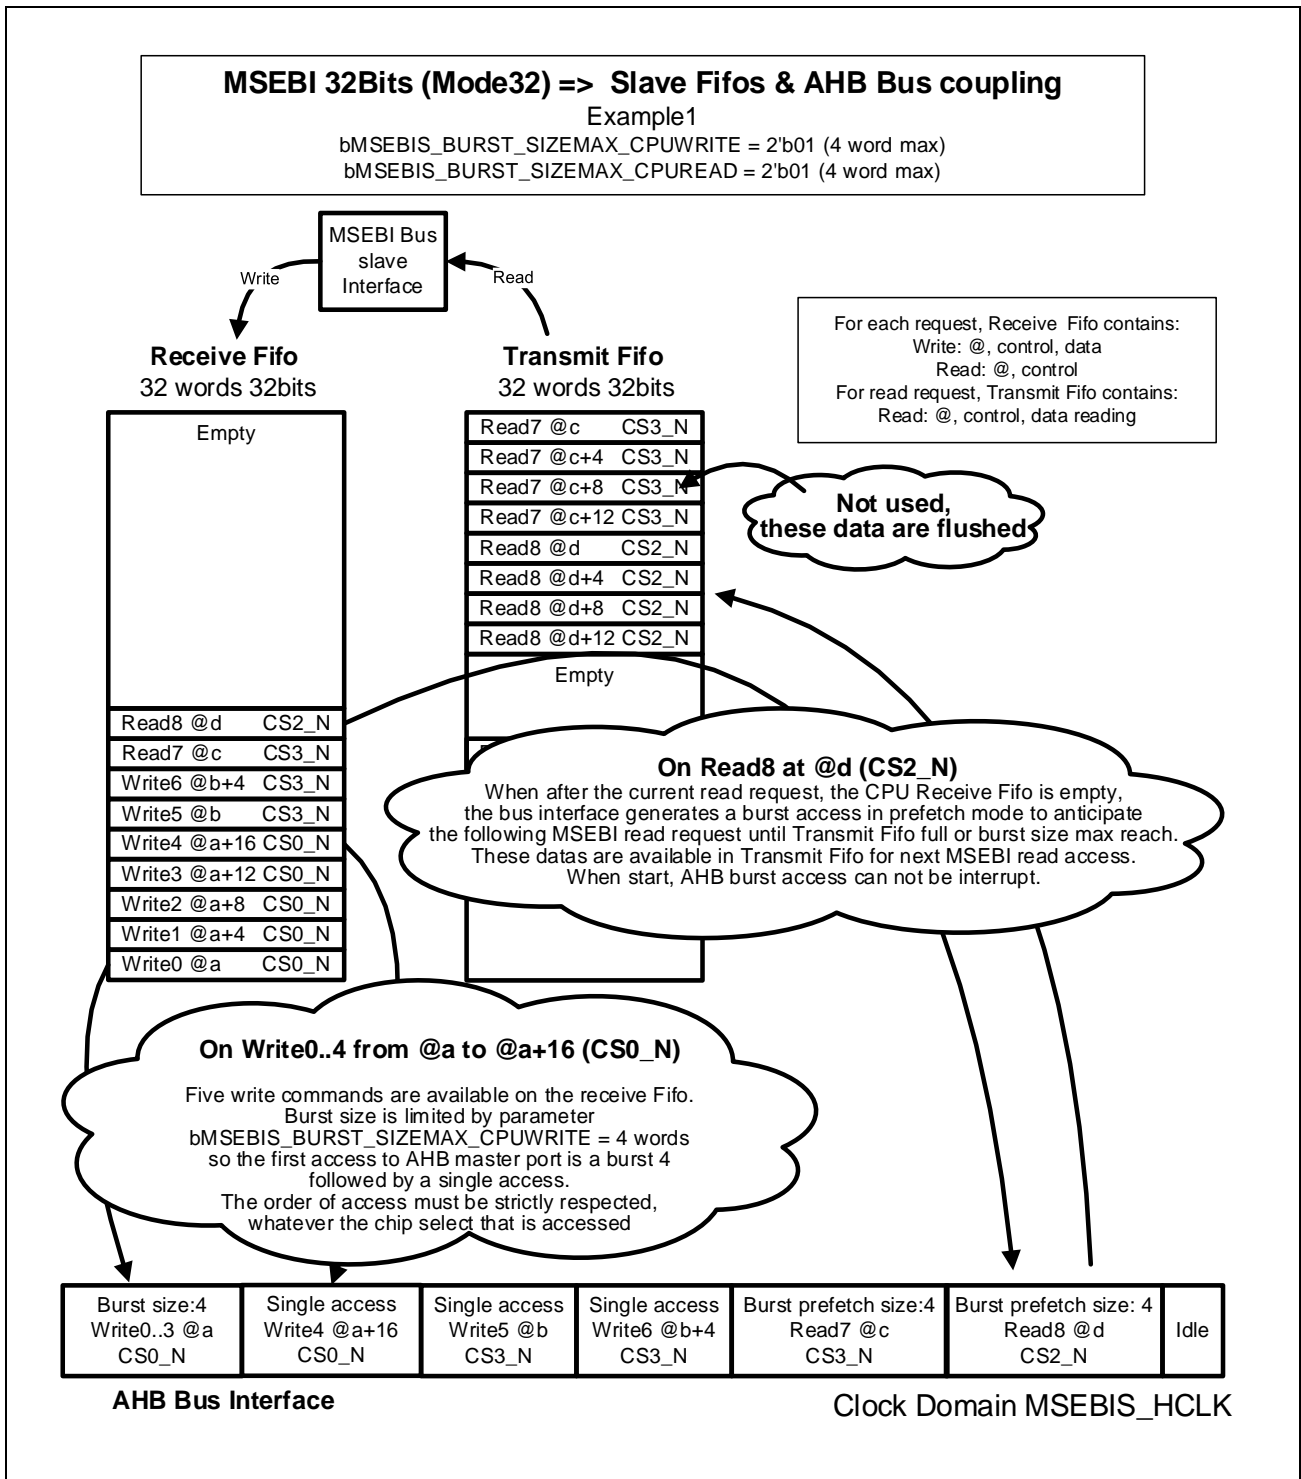 MSEBI 32Bits (Mode32) => Slave Fifos & AHB Bus coupling
Example1
bMSEBIS_BURST_SIZEMAX_CPUWRITE = 2'b01 (4 word max)
bMSEBIS_BURST_SIZEMAX_CPUREAD = 2'b01 (4 word max)
MSEBI Bus
slave
Interface
Write
Read
For each request, Receive Fifo contains:
Write: @, control, data
Read: @, control
For read request, Transmit Fifo contains:
Read: @, control, data reading
Receive Fifo
32 words 32bits
Empty
Read8 @d CS2_N
Read7 @c CS3_N
Write6 @b+4 CS3_N
Write5 @b CS3_N
Write4 @a+16 CS0_N
Write3 @a+12 CS0_N
Write2 @a+8 CS0_N
Write1 @a+4 CS0_N
Write0 @a CS0_N
Transmit Fifo
32 words 32bits
Read7 @c CS3_N
Read7 @c+4 CS3_N
Read7 @c+8 CS3_N
Read7 @c+12 CS3_N
Read8 @d CS2_N
Read8 @d+4 CS2_N
Read8 @d+8 CS2_N
Read8 @d+12 CS2_N
Empty
Not used,
these data are flushed
On Read8 at @d (CS2_N)
When after the current read request, the CPU Receive Fifo is empty,
the bus interface generates a burst access in prefetch mode to anticipate
the following MSEBI read request until Transmit Fifo full or burst size max reach.
These datas are available in Transmit Fifo for next MSEBI read access.
When start, AHB burst access can not be interrupt.
On Write0..4 from @a to @a+16 (CS0_N)
Five write commands are available on the receive Fifo.
Burst size is limited by parameter
bMSEBIS_BURST_SIZEMAX_CPUWRITE = 4 words
so the first access to AHB master port is a burst 4
followed by a single access.
The order of access must be strictly respected,
whatever the chip select that is accessed
Burst size:4
Write0..3 @a
CS0_N
Single access
Write4 @a+16
CS0_N
Single access
Write5 @b
CS3_N
Single access
Write6 @b+4
CS3_N
Burst prefetch size:4
Read7 @c
CS3_N
Burst prefetch size: 4
Read8 @d
CS2_N
Idle
AHB Bus Interface
Clock Domain MSEBIS_HCLK